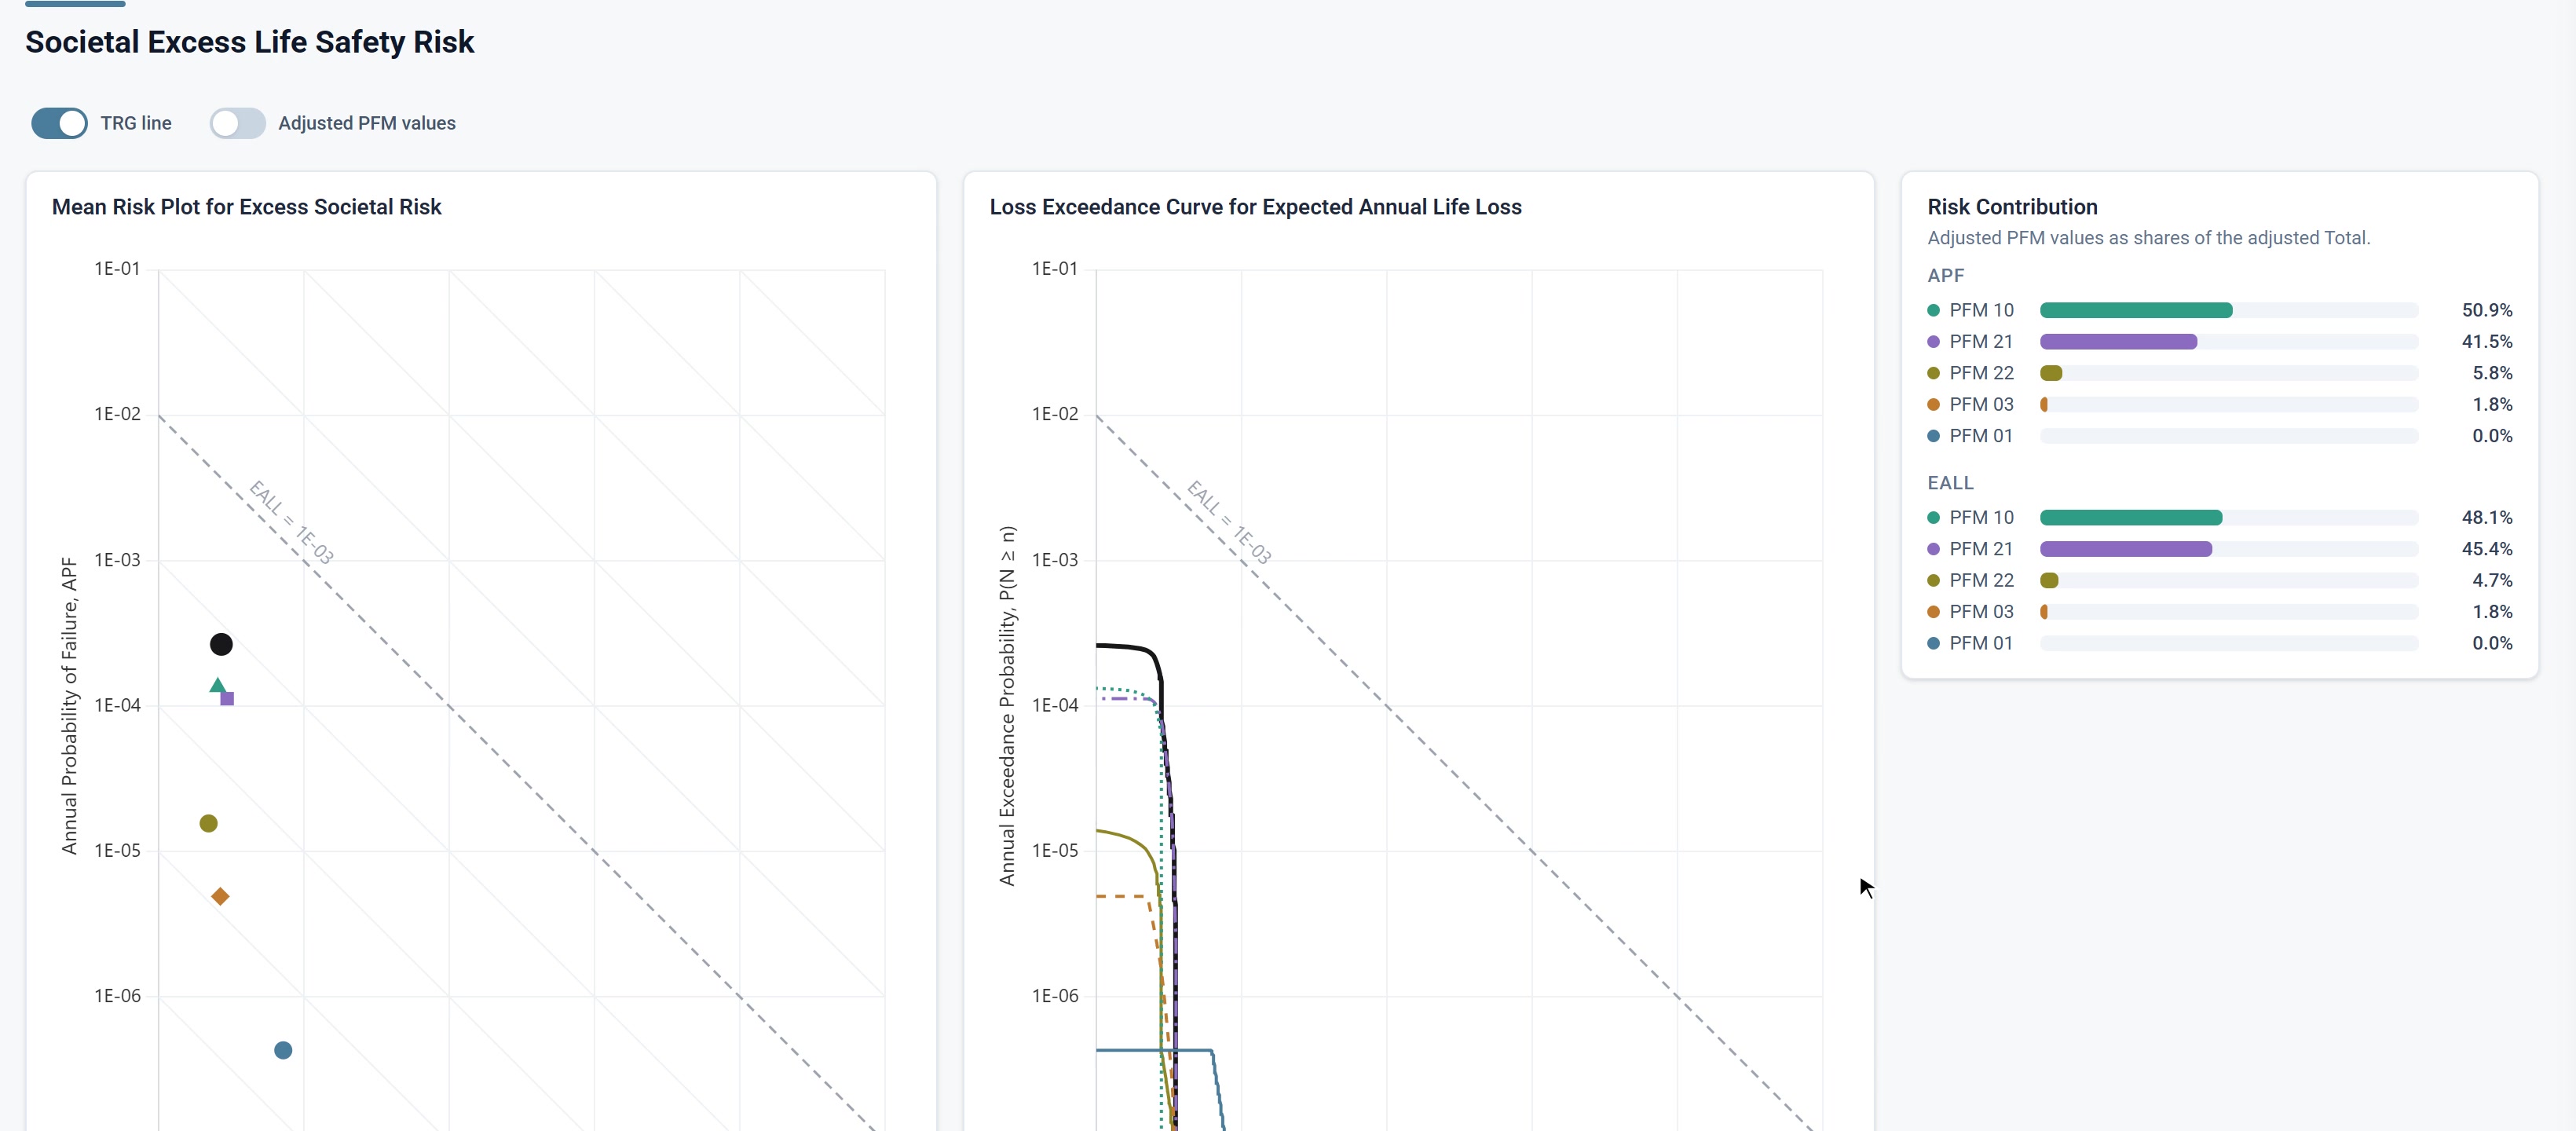 Societal Excess Life Safety Risk
TRG line
Adjusted PFM values
Mean Risk Plot for Excess Societal Risk
1E-01
1E-02
1E-03
1E-04
1E-05
1E-06
Annual Probability of Failure, APF
EALL = 1E-03
Loss Exceedance Curve for Expected Annual Life Loss
1E-01
1E-02
1E-03
1E-04
1E-05
1E-06
Annual Exceedance Probability, P(N ≥ n)
EALL = 1E-03
Risk Contribution
Adjusted PFM values as shares of the adjusted Total.
APF
PFM 10 50.9%
PFM 21 41.5%
PFM 22 5.8%
PFM 03 1.8%
PFM 01 0.0%
EALL
PFM 10 48.1%
PFM 21 45.4%
PFM 22 4.7%
PFM 03 1.8%
PFM 01 0.0%